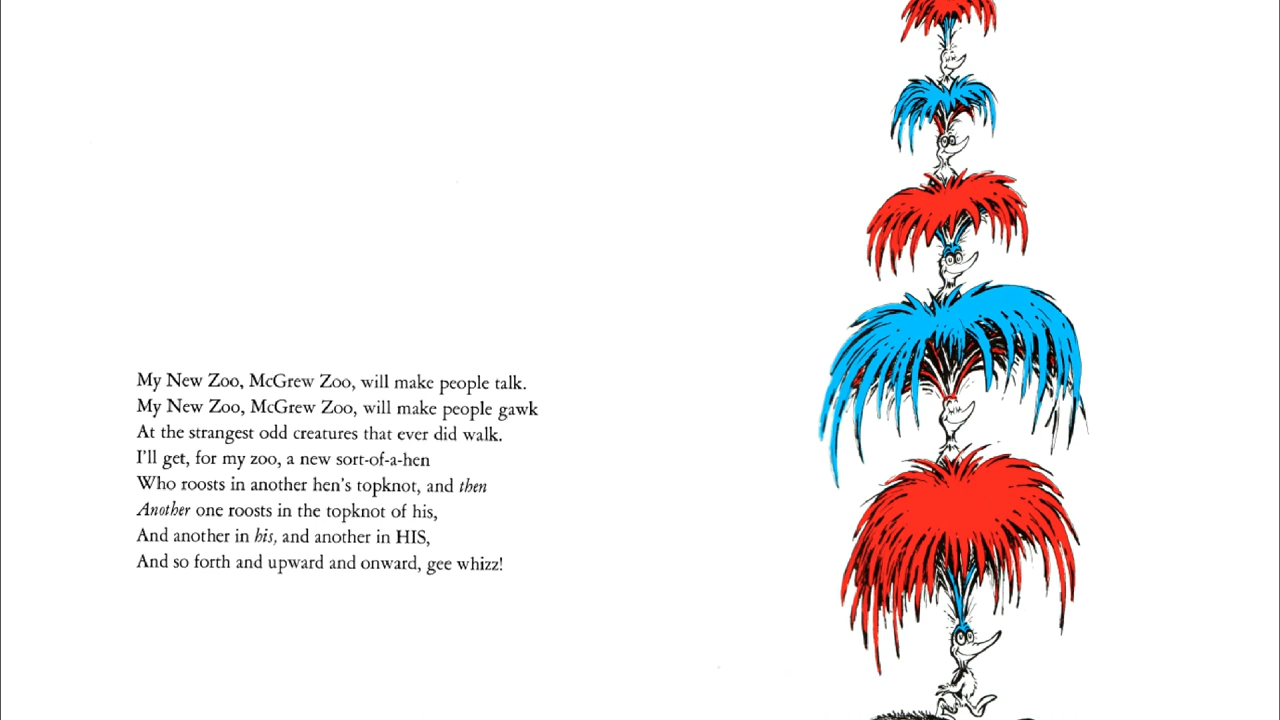 My New Zoo, McGrew Zoo, will make people talk.
My New Zoo, McGrew Zoo, will make people gawk
At the strangest odd creatures that ever did walk.
I'll get, for my zoo, a new sort-of-a-hen
Who roosts in another hen's topknot, and then
Another one roosts in the topknot of his,
And another in his, and another in HIS,
And so forth and upward and onward, gee whizz!